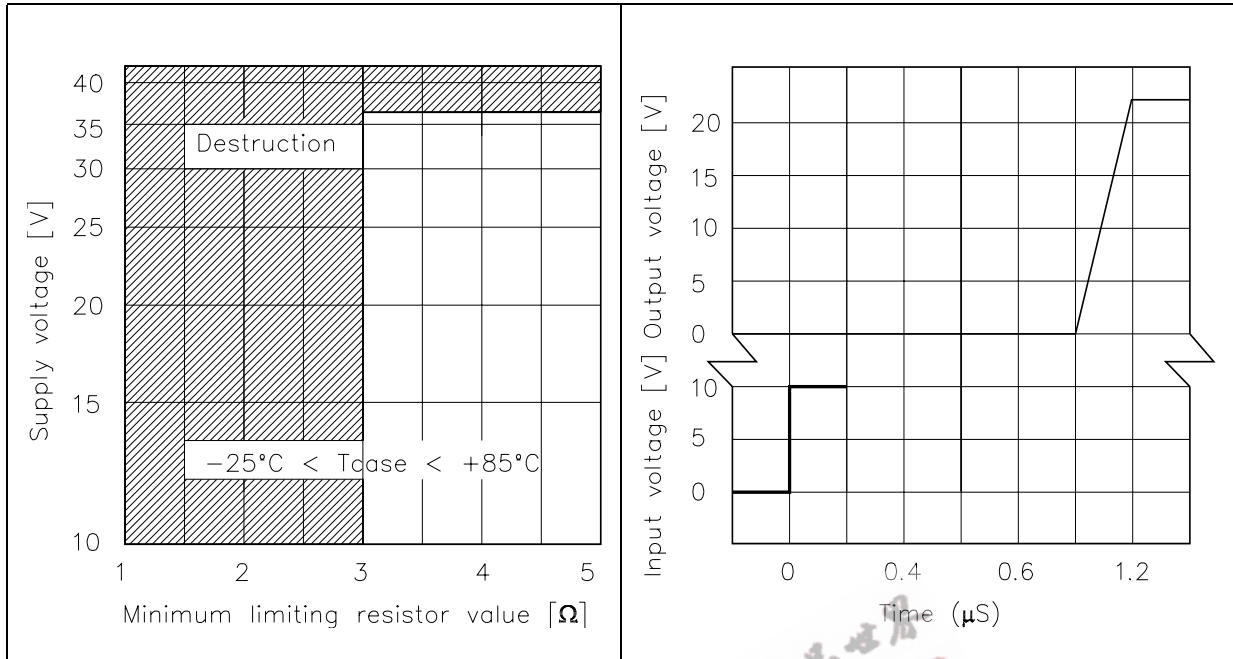 40
35
30
25
20
15
10
Supply voltage [V]
Destruction
-25°C < Tcase < +85°C
1 2 3 4 5
Minimum limiting resistor value [Ω]
20
15
10
5
0
10
5
0
Input voltage [V] Output voltage [V]
0 0.4 0.6 1.2
Time (μS)